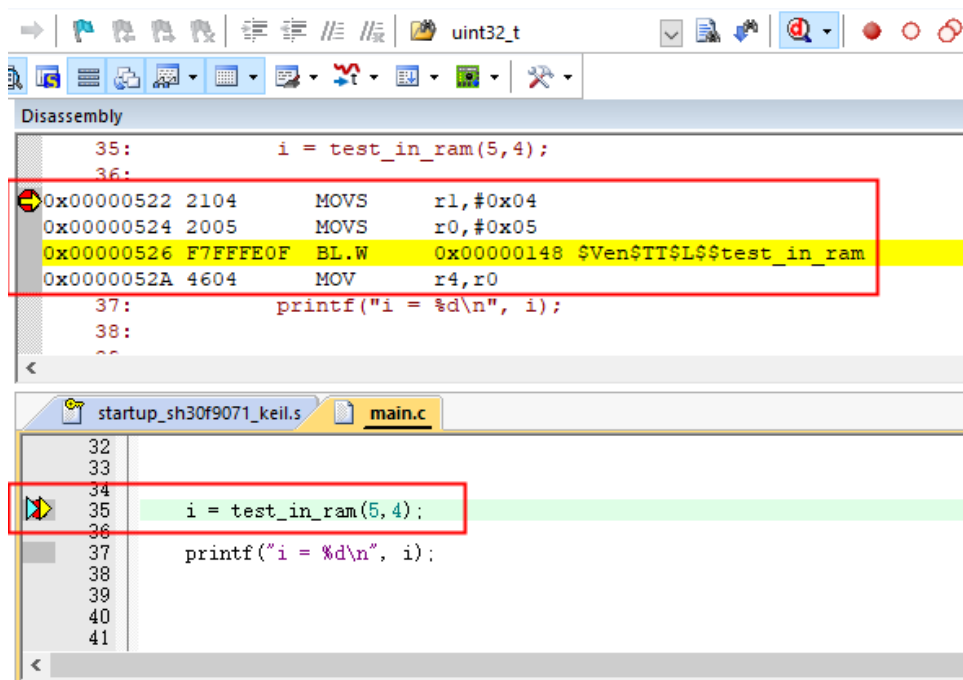 uint32_t
Disassembly
35: i = test_in_ram(5,4);
36:
0x00000522 2104 MOVS r1,#0x04
0x00000524 2005 MOVS r0,#0x05
0x00000526 F7FFFE0F BL.W 0x00000148 $Ven$TT$L$$test_in_ram
0x0000052A 4604 MOV r4,r0
37: printf("i = %d\n", i);
38:
startup_sh30f9071_keil.s main.c
32
33
34
35 i = test_in_ram(5,4);
36
37 printf("i = %d\n", i);
38
39
40
41